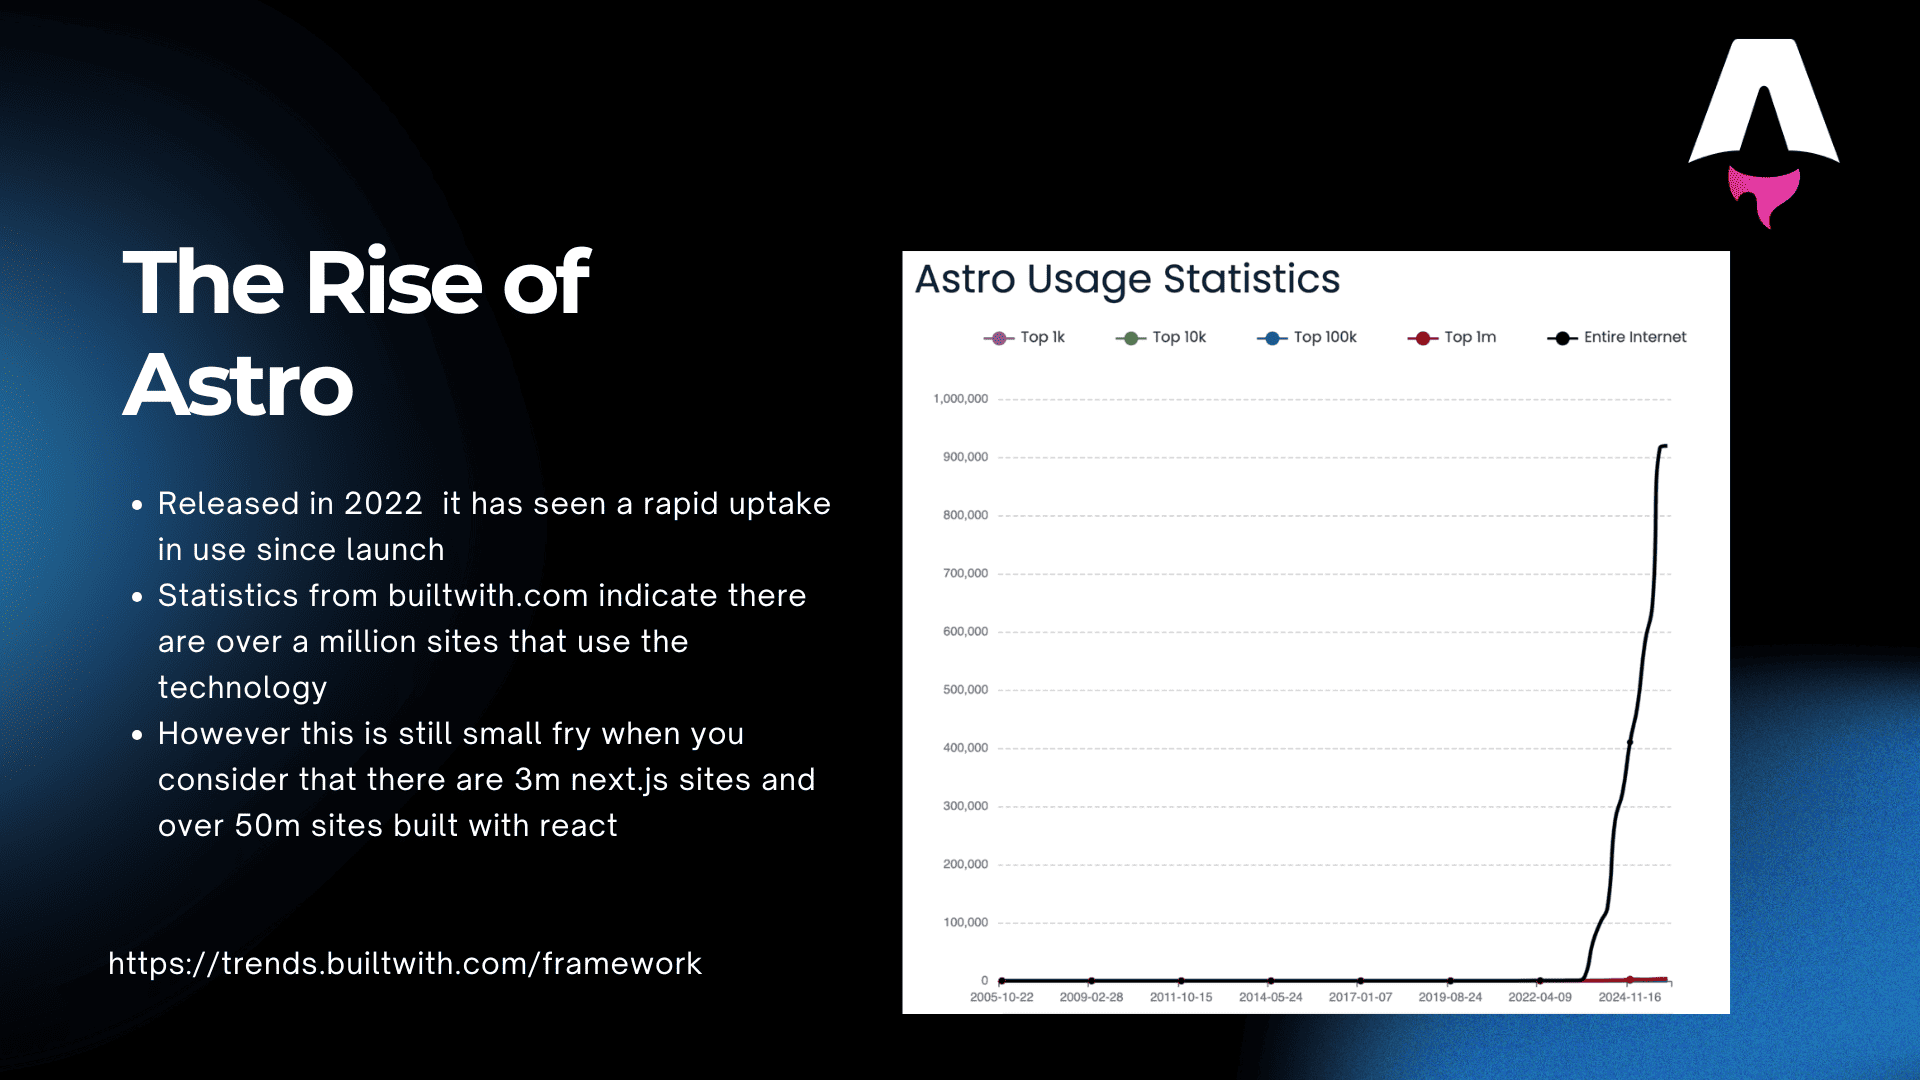 The Rise of
Astro
• Released in 2022  it has seen a rapid uptake
in use since launch
• Statistics from builtwith.com indicate there
are over a million sites that use the
technology
• However this is still small fry when you
consider that there are 3m next.js sites and
over 50m sites built with react
https://trends.builtwith.com/framework
Astro Usage Statistics
Top 1k Top 10k Top 100k Top 1m Entire Internet
1,000,000
900,000
800,000
700,000
600,000
500,000
400,000
300,000
200,000
100,000
0
2005-10-22 2009-02-28 2011-10-15 2014-05-24 2017-01-07 2019-08-24 2022-04-09 2024-11-16